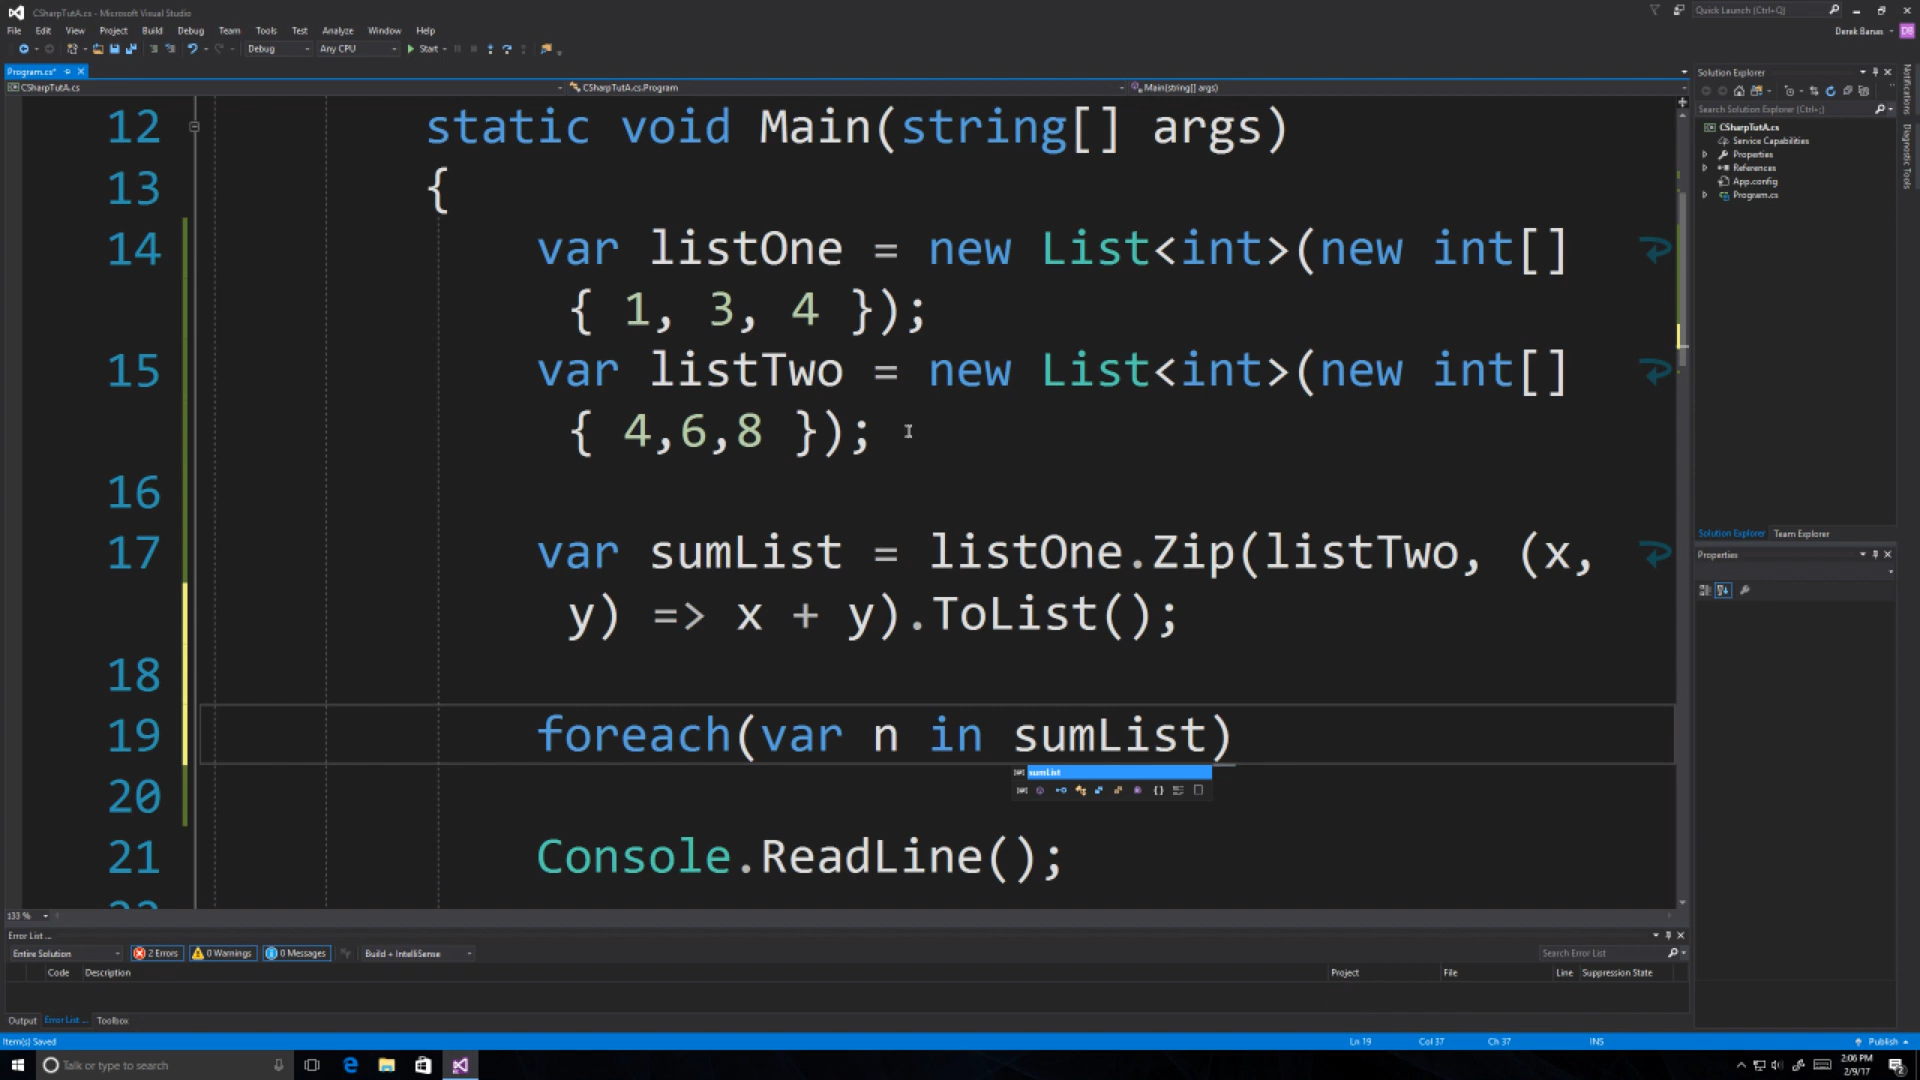 CSharpTutA.cs - Microsoft Visual Studio
Quick Launch (Ctrl+Q)
File Edit View Project Build Debug Team Tools Test Analyze Window Help
Derek Banas
DB
Debug Any CPU Start
Program.cs*
CSharpTutA.cs
CSharpTutA.cs.Program
Main(string[] args)
12 static void Main(string[] args)
13 {
14 var listOne = new List<int>(new int[]
{ 1, 3, 4 });
15 var listTwo = new List<int>(new int[]
{ 4,6,8 });
16
17 var sumList = listOne.Zip(listTwo, (x,
y) => x + y).ToList();
18
19 foreach(var n in sumList)
sumList
20
21 Console.ReadLine();
22
133 %
Solution Explorer
Search Solution Explorer (Ctrl+;)
CSharpTutA.cs
Service Capabilities
Properties
References
App.config
Program.cs
Solution Explorer Team Explorer
Properties
Notifications
Diagnostic Tools
Error List ...
Entire Solution 2 Errors 0 Warnings 0 Messages Build + IntelliSense
Search Error List
Code Description Project File Line Suppression State
Output Error List ... Toolbox
Item(s) Saved
Ln 19 Col 37 Ch 37 INS Publish
Talk or type to search
2:06 PM
2/9/17